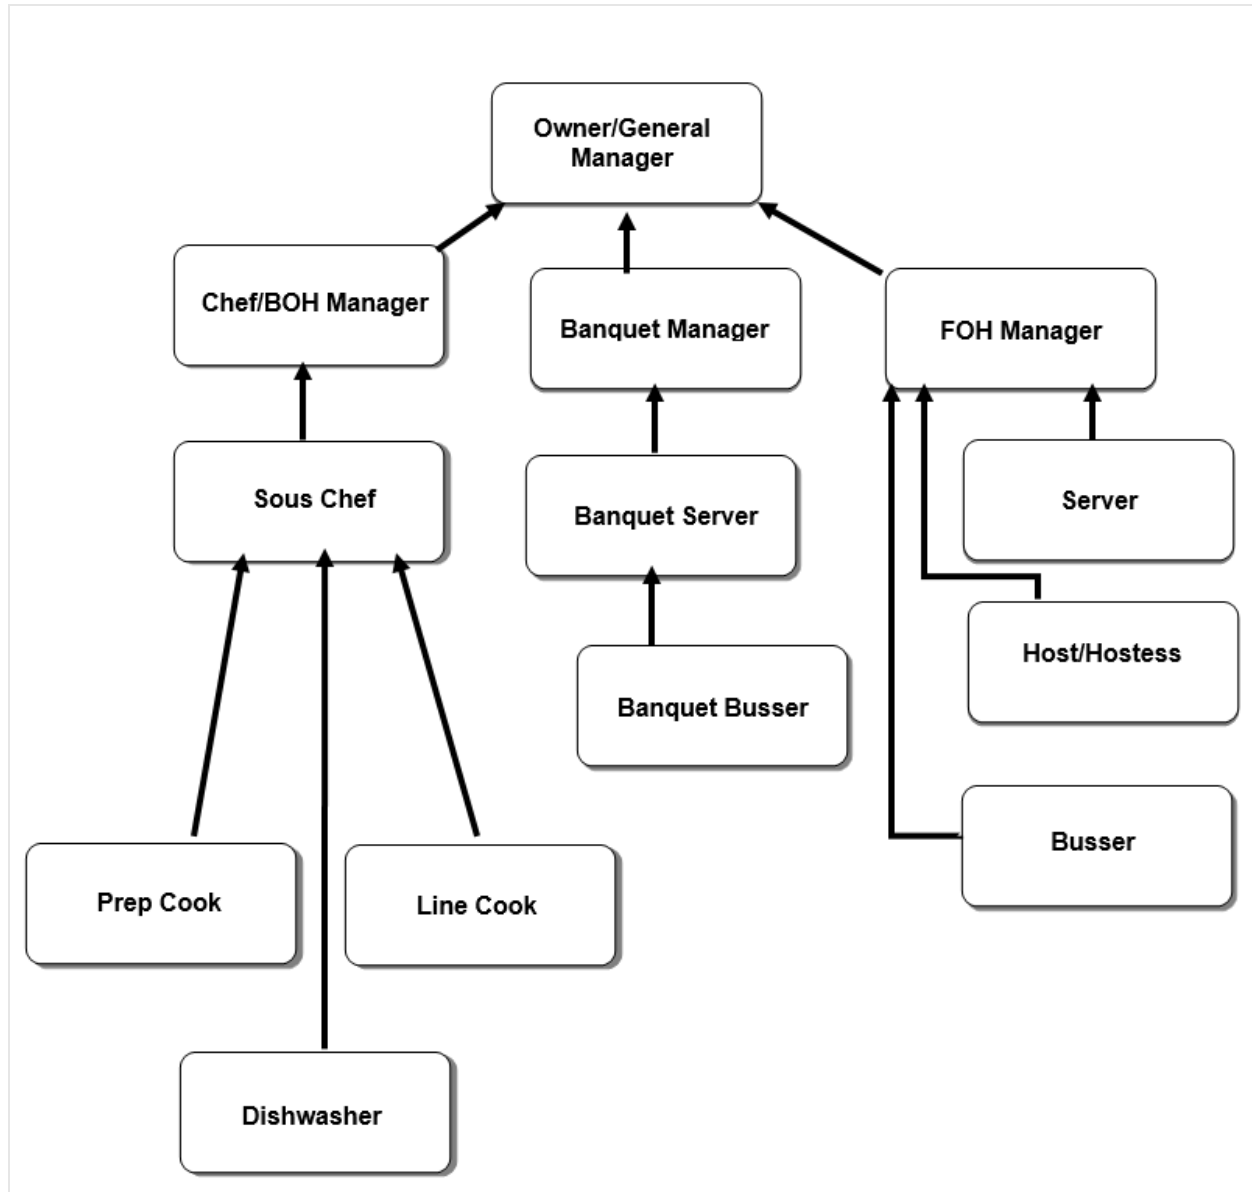 Owner/General
Manager
Chef/BOH Manager
Banquet Manager
FOH Manager
Sous Chef
Banquet Server
Server
Host/Hostess
Banquet Busser
Busser
Prep Cook
Line Cook
Dishwasher